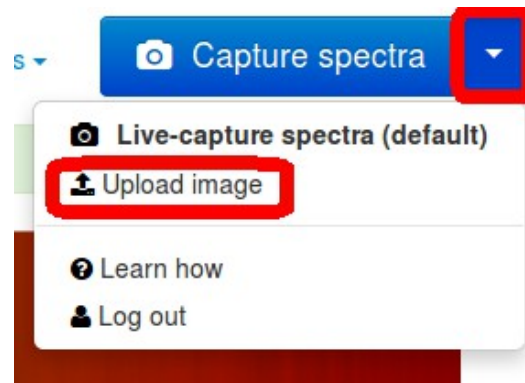 s
Capture spectra
Live-capture spectra (default)
Upload image
Learn how
Log out